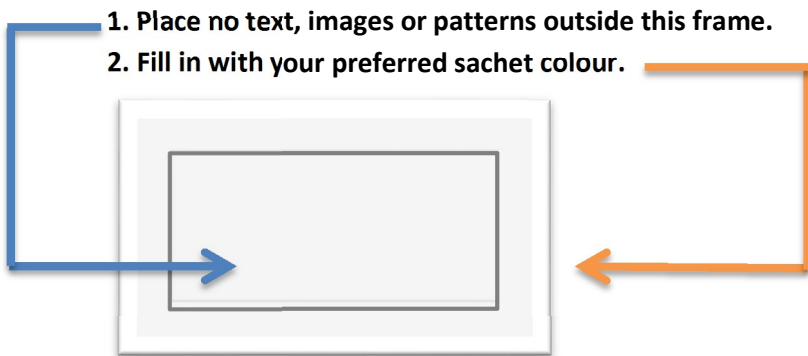 1. Place no text, images or patterns outside this frame.
2. Fill in with your preferred sachet colour.